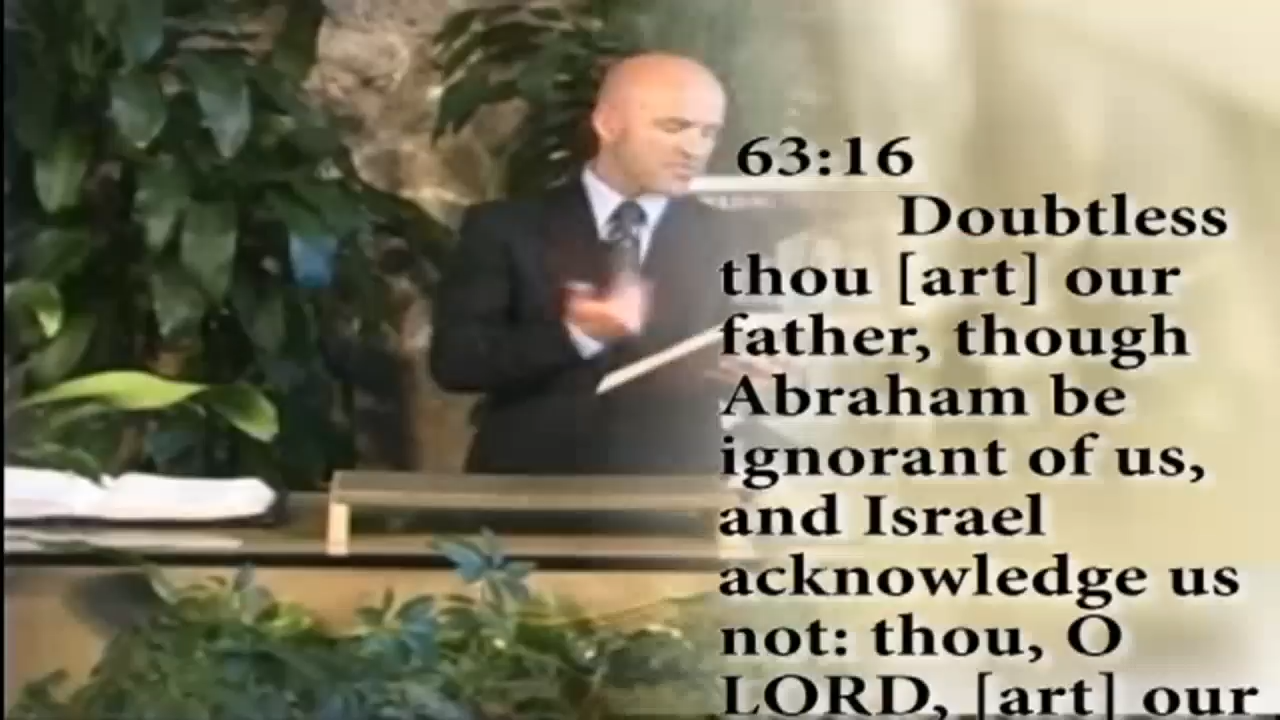 63:16
Doubtless
thou [art] our
father, though
Abraham be
ignorant of us,
and Israel
acknowledge us
not: thou, O
LORD, [art] our